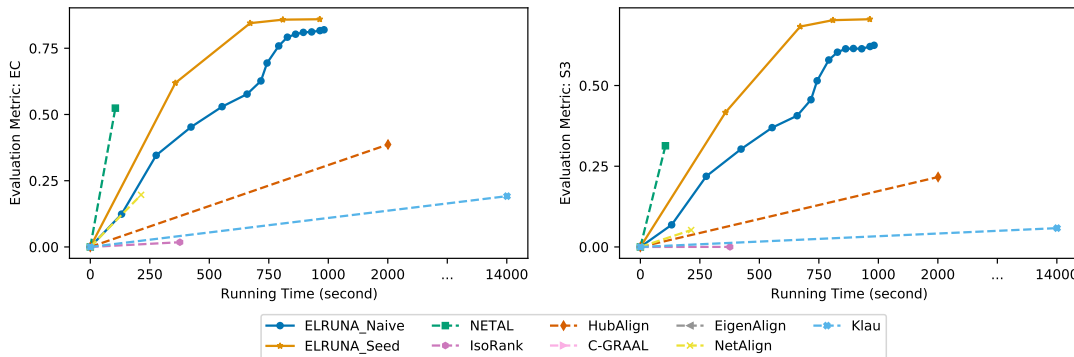 Evaluation Metric: EC
0.75
0.50
0.25
0.00
0 250 500 750 1000 2000 ... 14000
Running Time (second)
Evaluation Metric: S3
0.50
0.25
0.00
0 250 500 750 1000 2000 ... 14000
Running Time (second)
ELRUNA_Naive NETAL HubAlign EigenAlign Klau
ELRUNA_Seed IsoRank C-GRAAL NetAlign